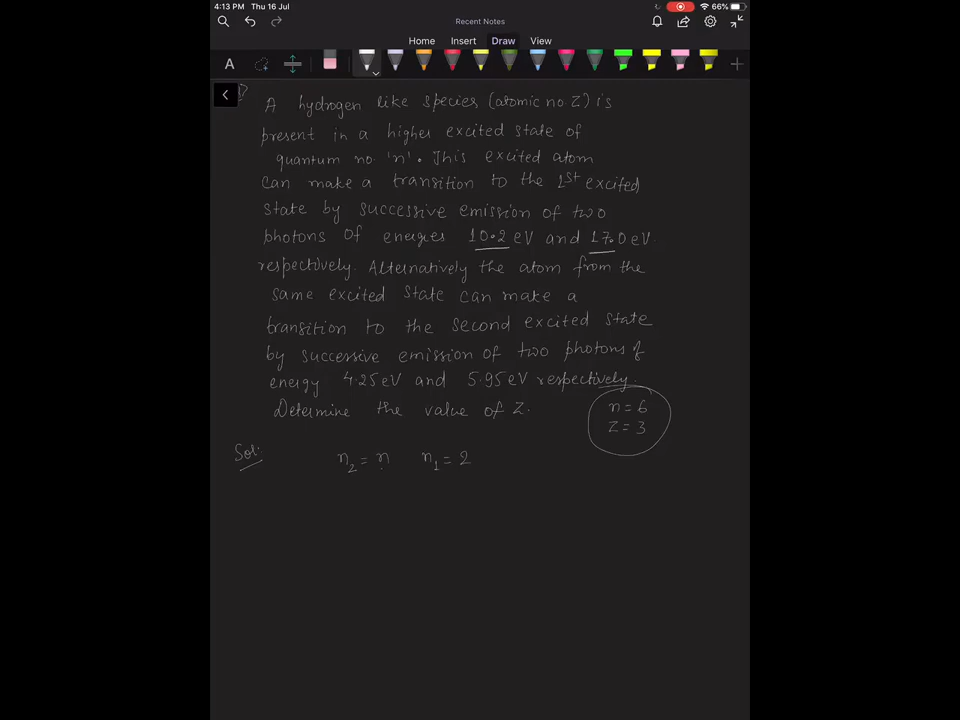 4:13 PM Thu 16 Jul
66%
Recent Notes
Home Insert Draw View
A
A hydrogen like species (atomic no. Z) is
present in a higher excited state of
quantum no. 'n'. This excited atom
can make a transition to the 1st excited
state by successive emission of two
photons of energies 10.2 eV and 17.0 eV.
respectively. Alternatively the atom from the
same excited state can make a
transition to the second excited state
by successive emission of two photons of
energy 4.25 eV and 5.95 eV respectively.
Determine the value of Z.
n = 6
Z = 3
Sol:
n2 = n n1 = 2